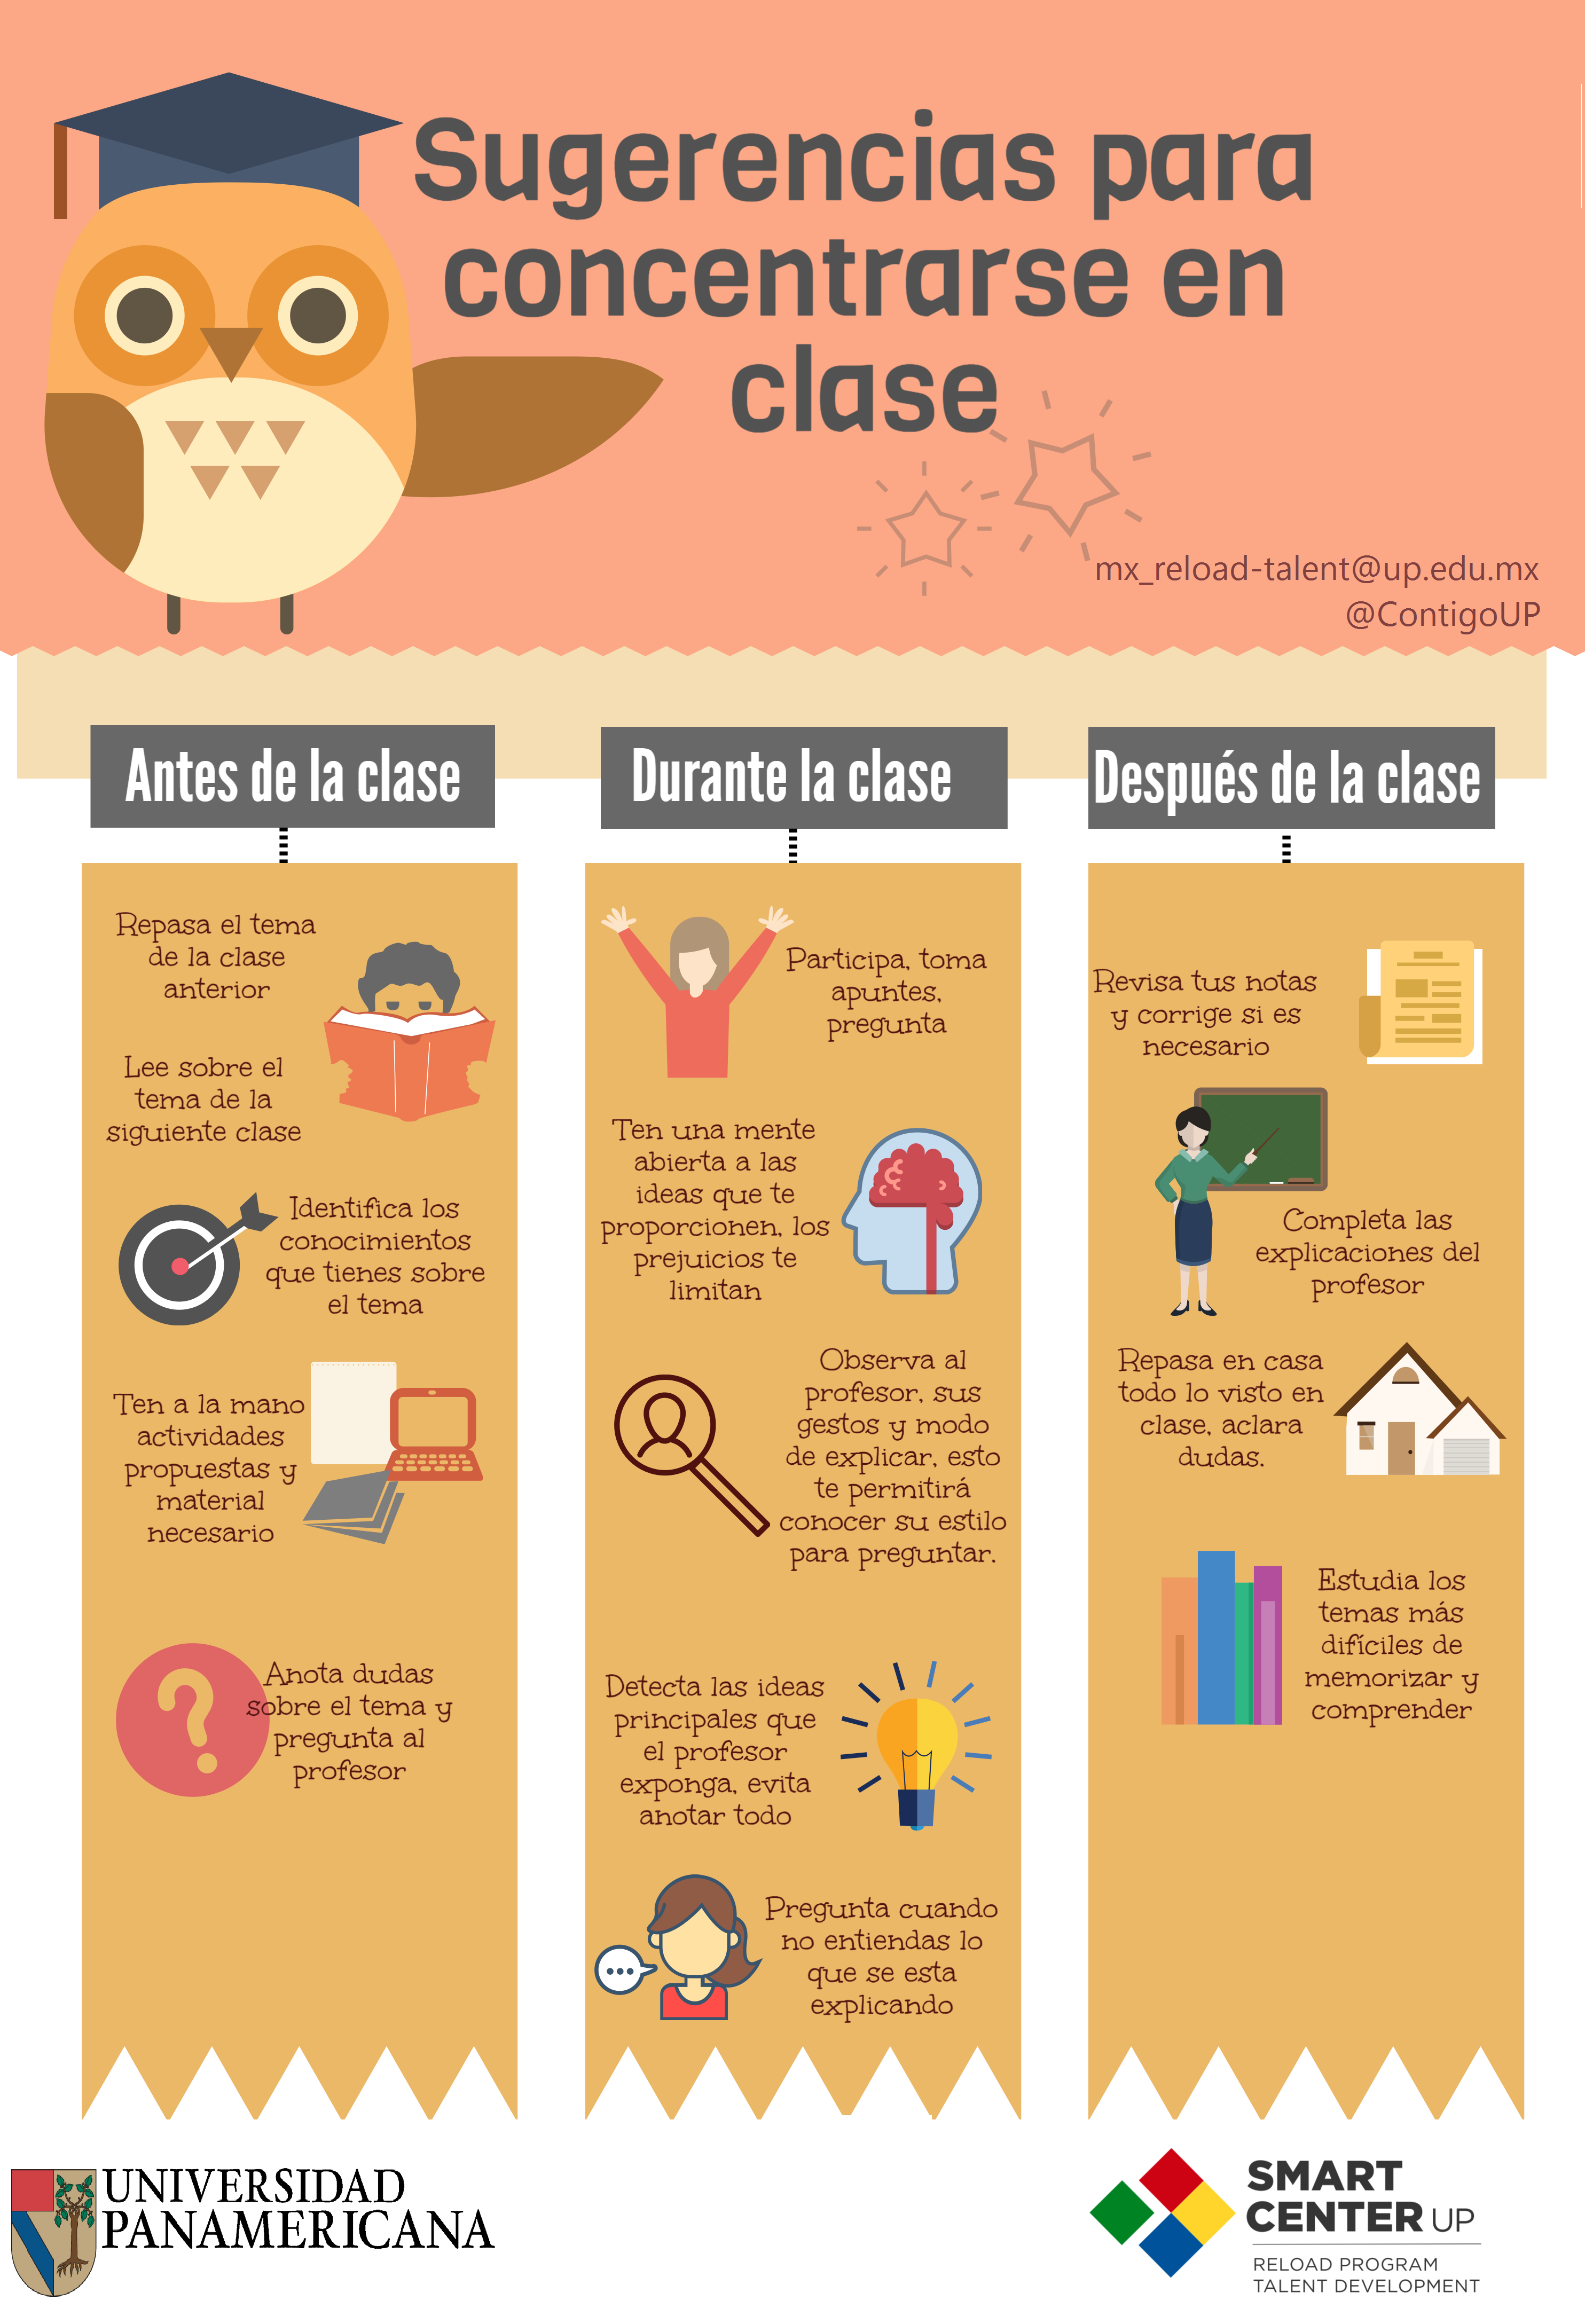 Sugerencias para
concentrarse en
clase
mx_reload-talent@up.edu.mx
@ContigoUP
Antes de la clase
Repasa el tema
de la clase
anterior
Lee sobre el
tema de la
siguiente clase
Identifica los
conocimientos
que tienes sobre
el tema
Ten a la mano
actividades
propuestas y
material
necesario
Anota dudas
sobre el tema y
pregunta al
profesor
Durante la clase
Participa, toma
apuntes,
pregunta
Ten una mente
abierta a las
ideas que te
proporcionen, los
prejuicios te
limitan
Observa al
profesor, sus
gestos y modo
de explicar, esto
te permitirá
conocer su estilo
para preguntar.
Detecta las ideas
principales que
el profesor
exponga, evita
anotar todo
Pregunta cuando
no entiendas lo
que se esta
explicando
Después de la clase
Revisa tus notas
y corrige si es
necesario
Completa las
explicaciones del
profesor
Repasa en casa
todo lo visto en
clase, aclara
dudas.
Estudia los
temas más
difíciles de
memorizar y
comprender
UNIVERSIDAD
PANAMERICANA
SMART
CENTER UP
RELOAD PROGRAM
TALENT DEVELOPMENT